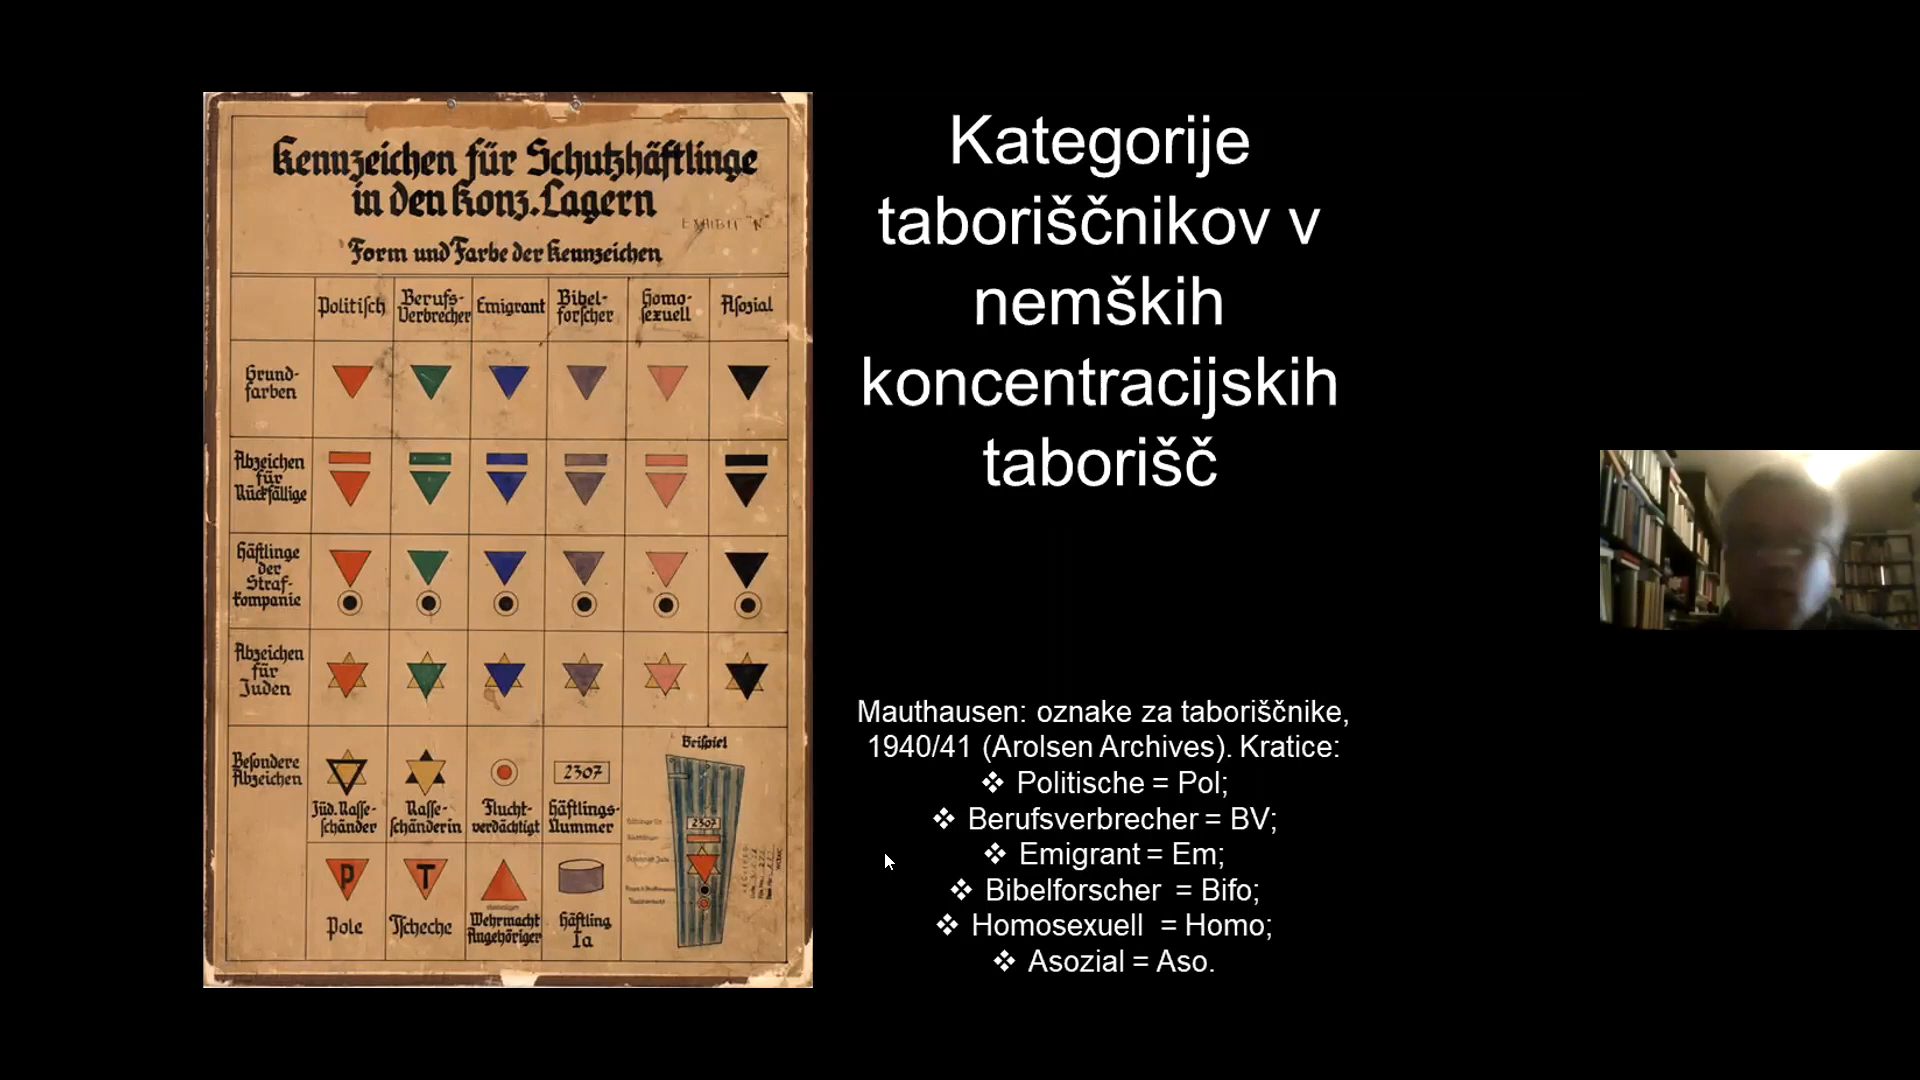 Kennzeichen für Schutzhäftlinge
in den Konz.Lagern
EXHIBIT "N"
Form und Farbe der Kennzeichen
Politisch
Berufs-
Verbrecher
Emigrant
Bibel-
forscher
Homo-
sexuell
Asozial
Grund-
farben
Abzeichen
für
Rückfällige
Häftlinge
der
Straf-
kompanie
Abzeichen
für
Juden
Besondere
Abzeichen
Jüd. Rasse-
schänder
Rasse-
schänderin
Flucht-
verdächtigt
2307
Häftlings-
Nummer
Beispiel
2307
P
Pole
T
Tscheche
Wehrmacht
Angehöriger
Häftling
Ia
Kategorije
taboriščnikov v
nemških
koncentracijskih
taborišč
Mauthausen: oznake za taboriščnike,
1940/41 (Arolsen Archives). Kratice:
❖ Politische = Pol;
❖ Berufsverbrecher = BV;
❖ Emigrant = Em;
❖ Bibelforscher = Bifo;
❖ Homosexuell = Homo;
❖ Asozial = Aso.